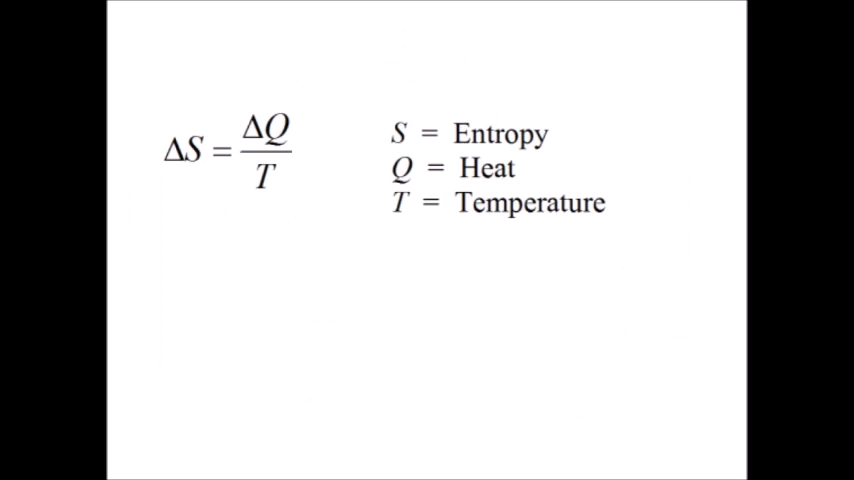 ΔS = ΔQ / T
S = Entropy
Q = Heat
T = Temperature